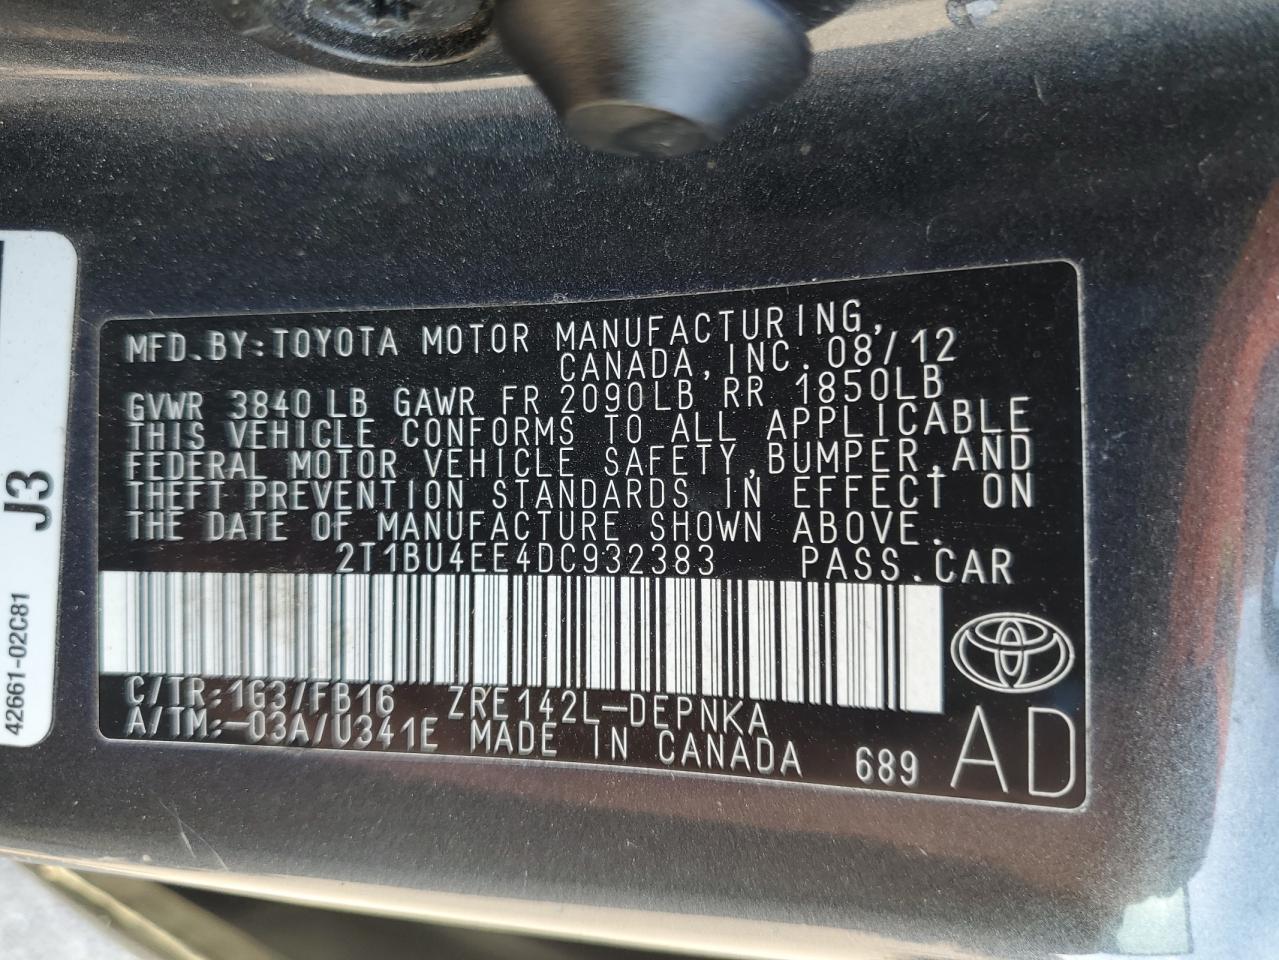 MFD.BY:TOYOTA MOTOR MANUFACTURING,
CANADA,INC.08/12
GVWR 3840LB GAWR FR 2090LB RR 1850LB
THIS VEHICLE CONFORMS TO ALL APPLICABLE
FEDERAL MOTOR VEHICLE SAFETY,BUMPER,AND
THEFT PREVENTION STANDARDS IN EFFECT ON
THE DATE OF MANUFACTURE SHOWN ABOVE.
2T1BU4EE4DC932383 PASS.CAR
C/TR:1G3/FB16 ZRE142L-DEPNKA
A/TM:-03A/U341E MADE IN CANADA 689 AD
J3
42661-02C81